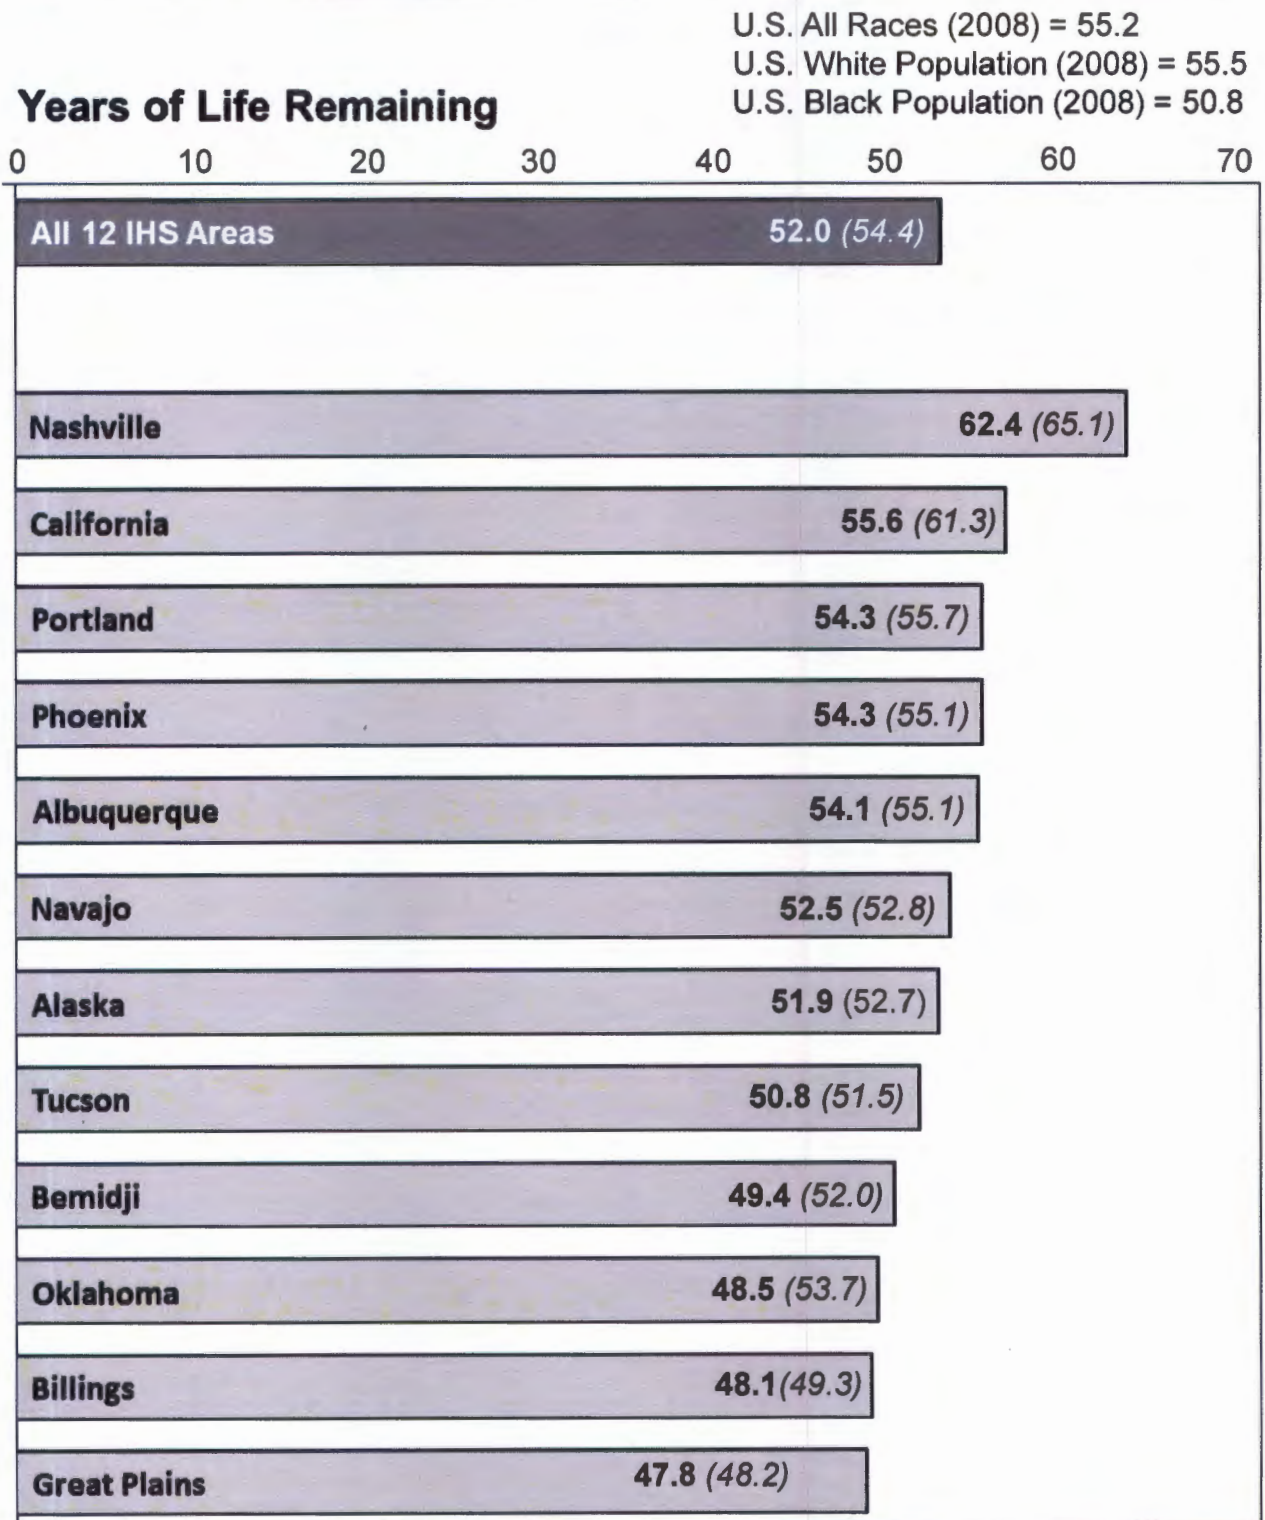 U.S. All Races (2008) = 55.2
U.S. White Population (2008) = 55.5
Years of Life Remaining
U.S. Black Population (2008) = 50.8
0 10 20 30 40 50 60 70
All 12 IHS Areas 52.0 (54.4)
Nashville 62.4 (65.1)
California 55.6 (61.3)
Portland 54.3 (55.7)
Phoenix 54.3 (55.1)
Albuquerque 54.1 (55.1)
Navajo 52.5 (52.8)
Alaska 51.9 (52.7)
Tucson 50.8 (51.5)
Bemidji 49.4 (52.0)
Oklahoma 48.5 (53.7)
Billings 48.1(49.3)
Great Plains 47.8 (48.2)